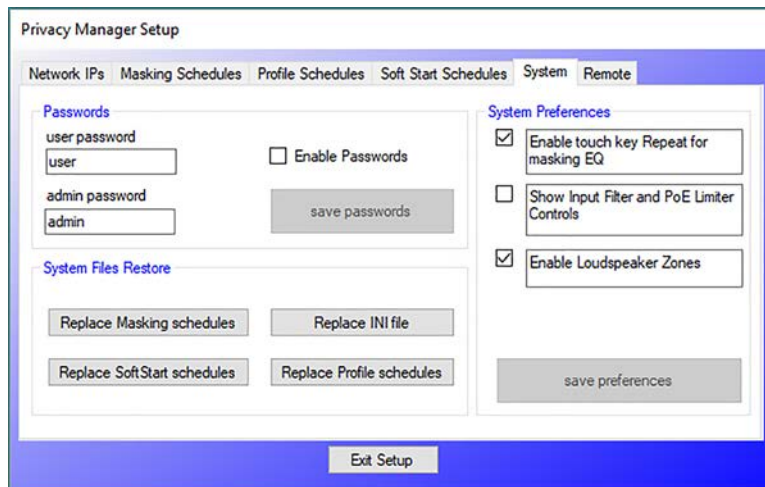 Privacy Manager Setup
Network IPs Masking Schedules Profile Schedules Soft Start Schedules System Remote
Passwords
user password
user
Enable Passwords
admin password
admin
save passwords
System Files Restore
Replace Masking schedules
Replace INI file
Replace SoftStart schedules
Replace Profile schedules
System Preferences
Enable touch key Repeat for
masking EQ
Show Input Filter and PoE Limiter
Controls
Enable Loudspeaker Zones
save preferences
Exit Setup